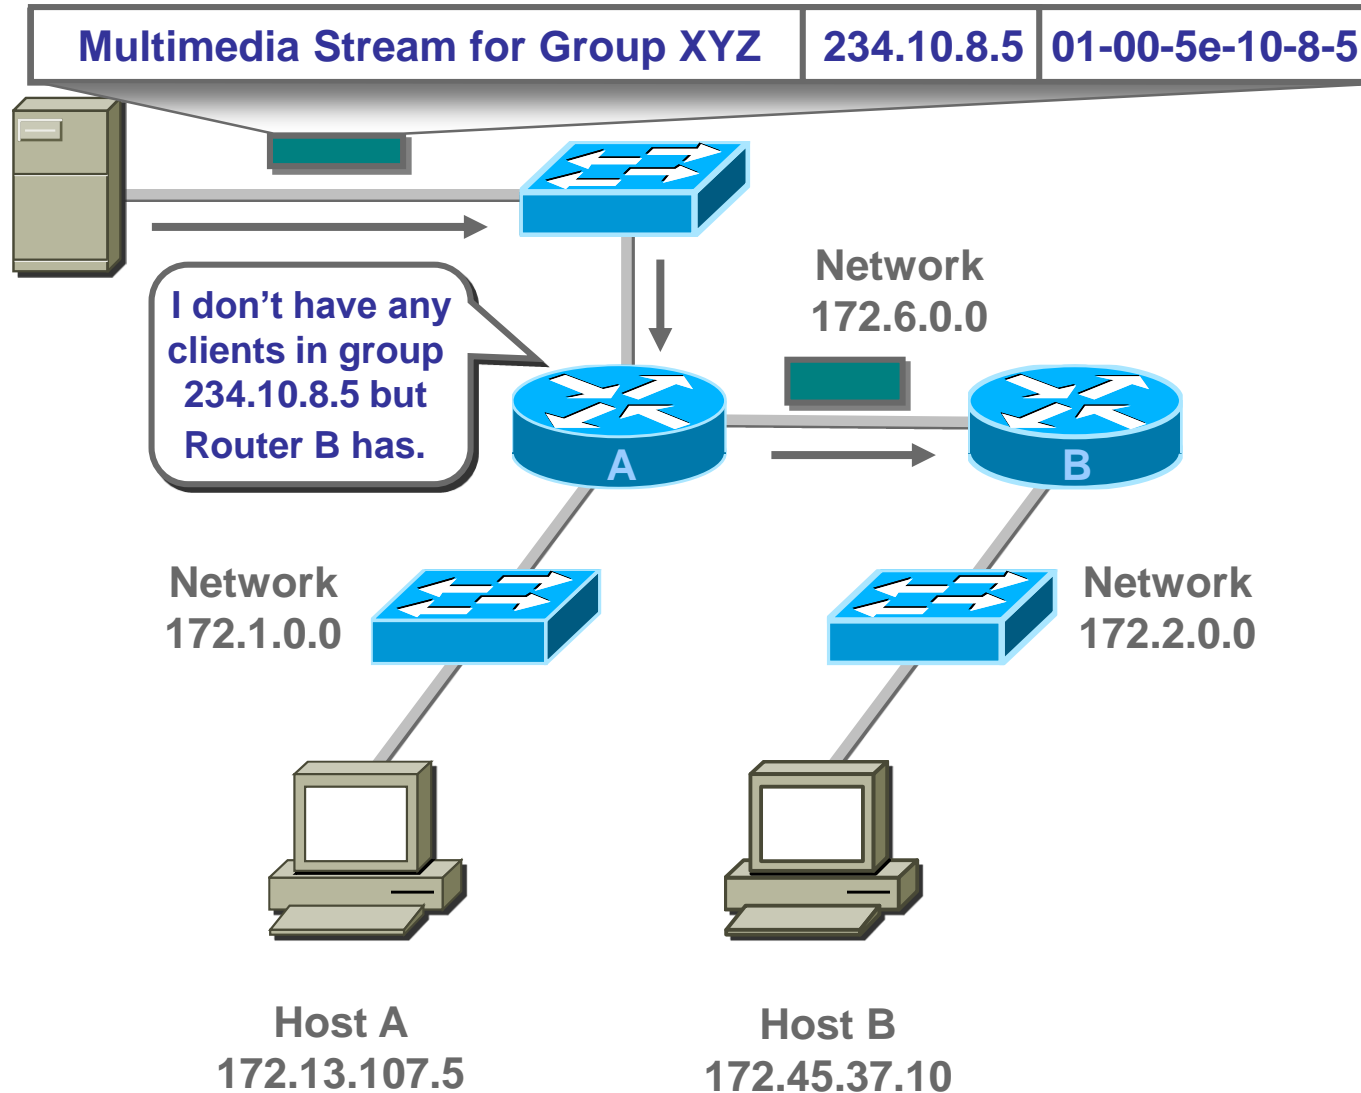 Multimedia Stream for Group XYZ 234.10.8.5 01-00-5e-10-8-5
Network
172.6.0.0
I don’t have any
clients in group
234.10.8.5 but
Router B has.
A
B
Network
172.1.0.0
Network
172.2.0.0
Host A
172.13.107.5
Host B
172.45.37.10